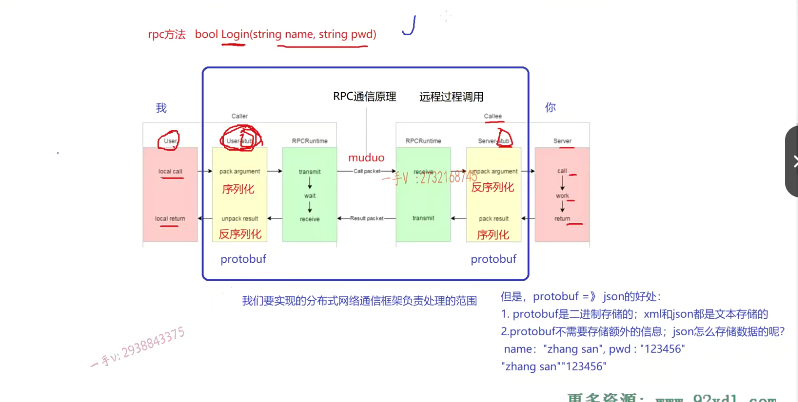 rpc方法 bool Login(string name, string pwd)
RPC通信原理 远程过程调用
我
你
Caller
Callee
User
User-stub
RPCRuntime
RPCRuntime
Server-stub
Server
muduo
local call
pack argument
transmit
Call packet
receive
unpack argument
call
一手V :2732168745
序列化
反序列化
wait
work
local return
unpack result
receive
Result packet
transmit
pack result
return
反序列化
序列化
protobuf
protobuf
我们要实现的分布式网络通信框架负责处理的范围
但是，protobuf =》 json的好处：
1. protobuf是二进制存储的；xml和json都是文本存储的
2.protobuf不需要存储额外的信息；json怎么存储数据的呢？
name："zhang san", pwd : "123456"
"zhang san""123456"
一手v:2938843375
更多资源：www.92xdl.com